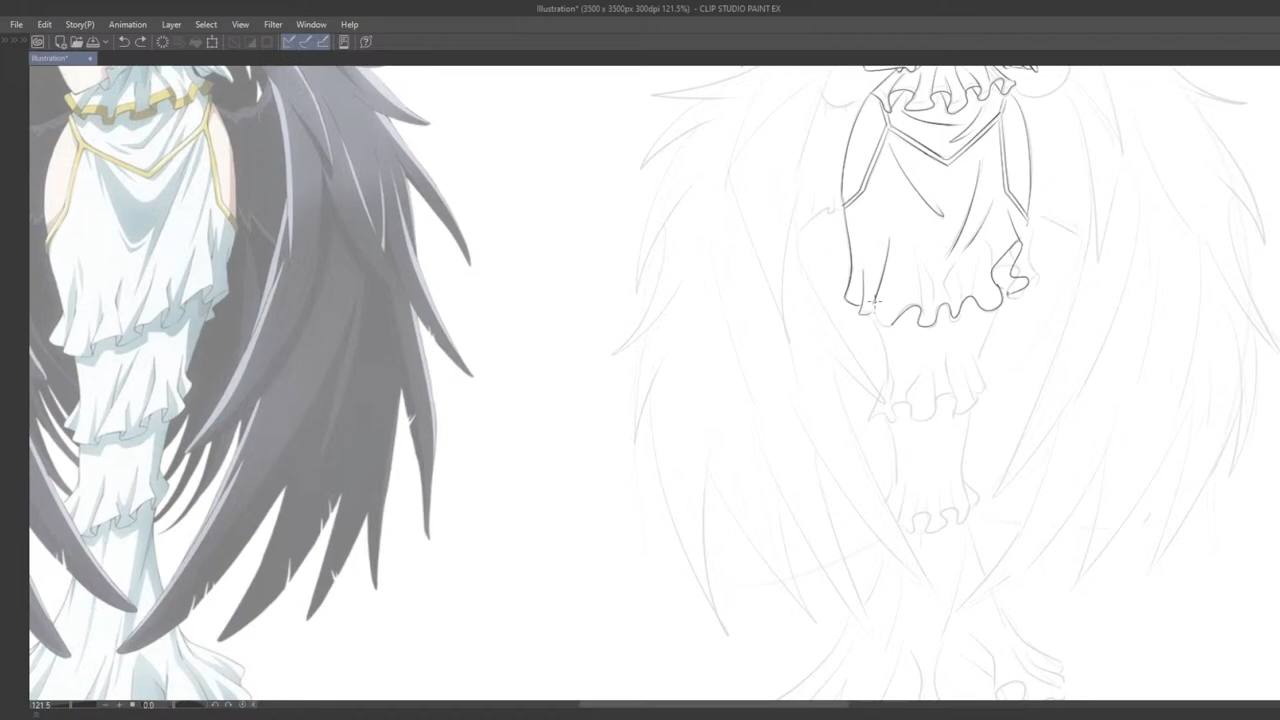 Illustration* (3500 x 3500px 300dpi 121.5%) - CLIP STUDIO PAINT EX
File Edit Story(P) Animation Layer Select View Filter Window Help
Illustration*
121.5 0.0